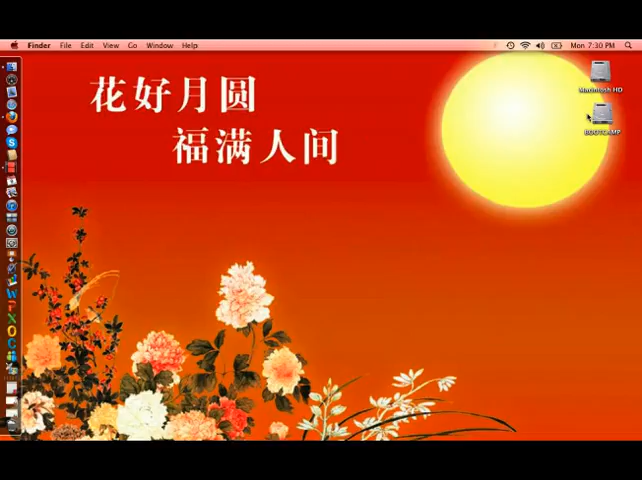 Finder File Edit View Go Window Help Mon 7:30 PM
花好月圆
福满人间
Macintosh HD
BOOTCAMP